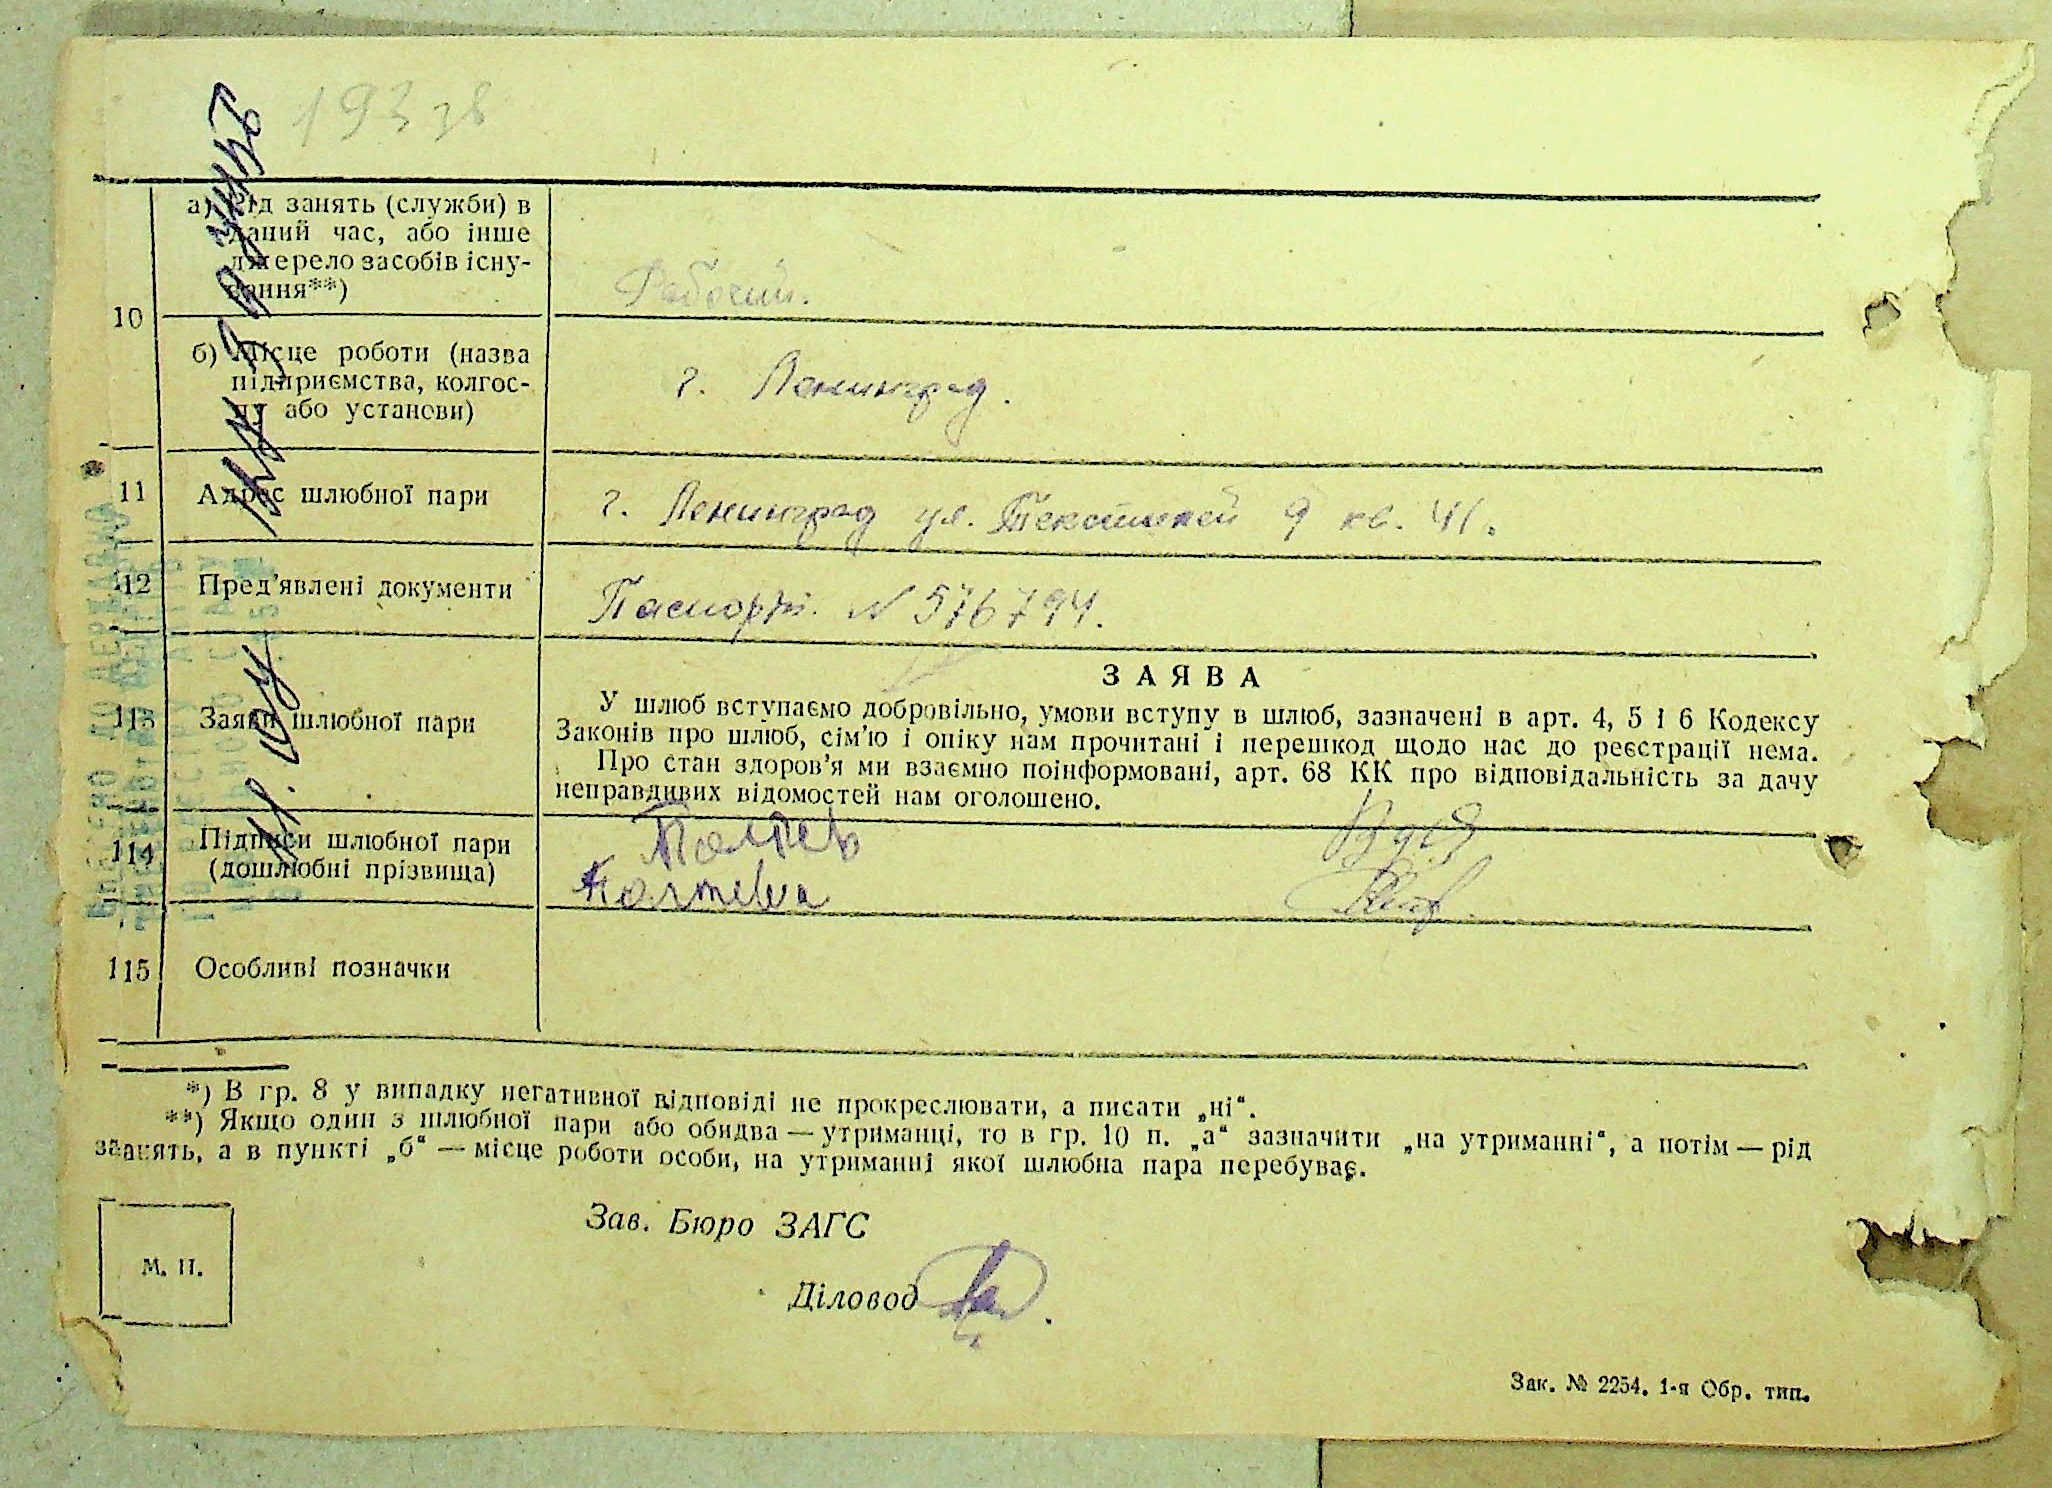 193
10
а) Рід занять (служби) в
даний час, або інше
джерело засобів існу-
вання**)
Рабочий.
б) Місце роботи (назва
підприємства, колгос-
пу або установи)
г. Ленинград.
11
Адрес шлюбної пари
г. Ленинград ул. Текстилей 9 кв. 41.
12
Пред'явлені документи
Паспорт. N 576794.
13
Заяви шлюбної пари
ЗАЯВА
У шлюб вступаємо добровільно, умови вступу в шлюб, зазначені в арт. 4, 5 і 6 Кодексу
Законів про шлюб, сім'ю і опіку нам прочитані і перешкод щодо нас до реєстрації нема.
Про стан здоров'я ми взаємно поінформовані, арт. 68 КК про відповідальність за дачу
неправдивих відомостей нам оголошено.
14
Підписи шлюбної пари
(дошлюбні прізвища)
15
Особливі позначки
*) В гр. 8 у випадку негативної відповіді не прокреслювати, а писати „ні“.
**) Якщо один з шлюбної пари або обидва — утриманці, то в гр. 10 п. „а“ зазначити „на утриманні“, а потім — рід
занять, а в пункті „б“ — місце роботи особи, на утриманні якої шлюбна пара перебуває.
М. П.
Зав. Бюро ЗАГС
Діловод
Зак. № 2254. 1-я Обр. тип.